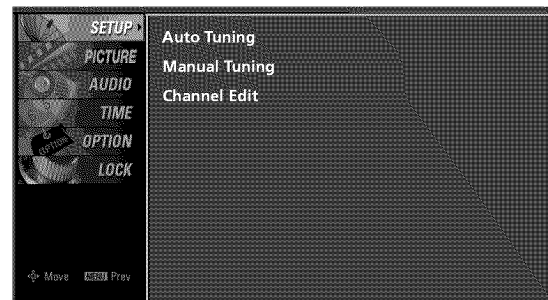 SETUP
PICTURE
AUDIO
TIME
OPTION
LOCK
Move MENU Prev
Auto Tuning
Manual Tuning
Channel Edit